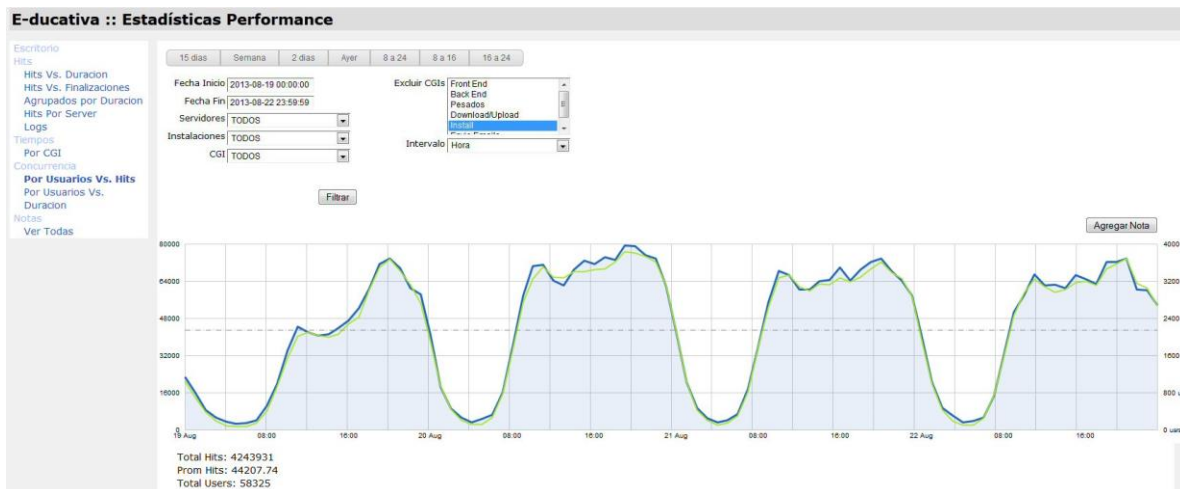 E-ducativa :: Estadísticas Performance
Escritorio
Hits
Hits Vs. Duracion
Hits Vs. Finalizaciones
Agrupados por Duracion
Hits Por Server
Logs
Tiempos
Por CGI
Concurrencia
Por Usuarios Vs. Hits
Por Usuarios Vs.
Duracion
Notas
Ver Todas
15 dias Semana 2 dias Ayer 8 a 24 8 a 16 16 a 24
Fecha Inicio 2013-08-19 00:00:00
Fecha Fin 2013-08-22 23:59:59
Servidores TODOS
Instalaciones TODOS
CGI TODOS
Excluir CGIs Front End
Back End
Pesados
Download/Upload
Install
Intervalo Hora
Filtrar
Agregar Nota
80000 4000
64000 3200
48000 2400
32000 1600
16000 800
0 0
19 Aug 08:00 16:00 20 Aug 08:00 16:00 21 Aug 08:00 16:00 22 Aug 08:00 16:00
Total Hits: 4243931
Prom Hits: 44207.74
Total Users: 58325